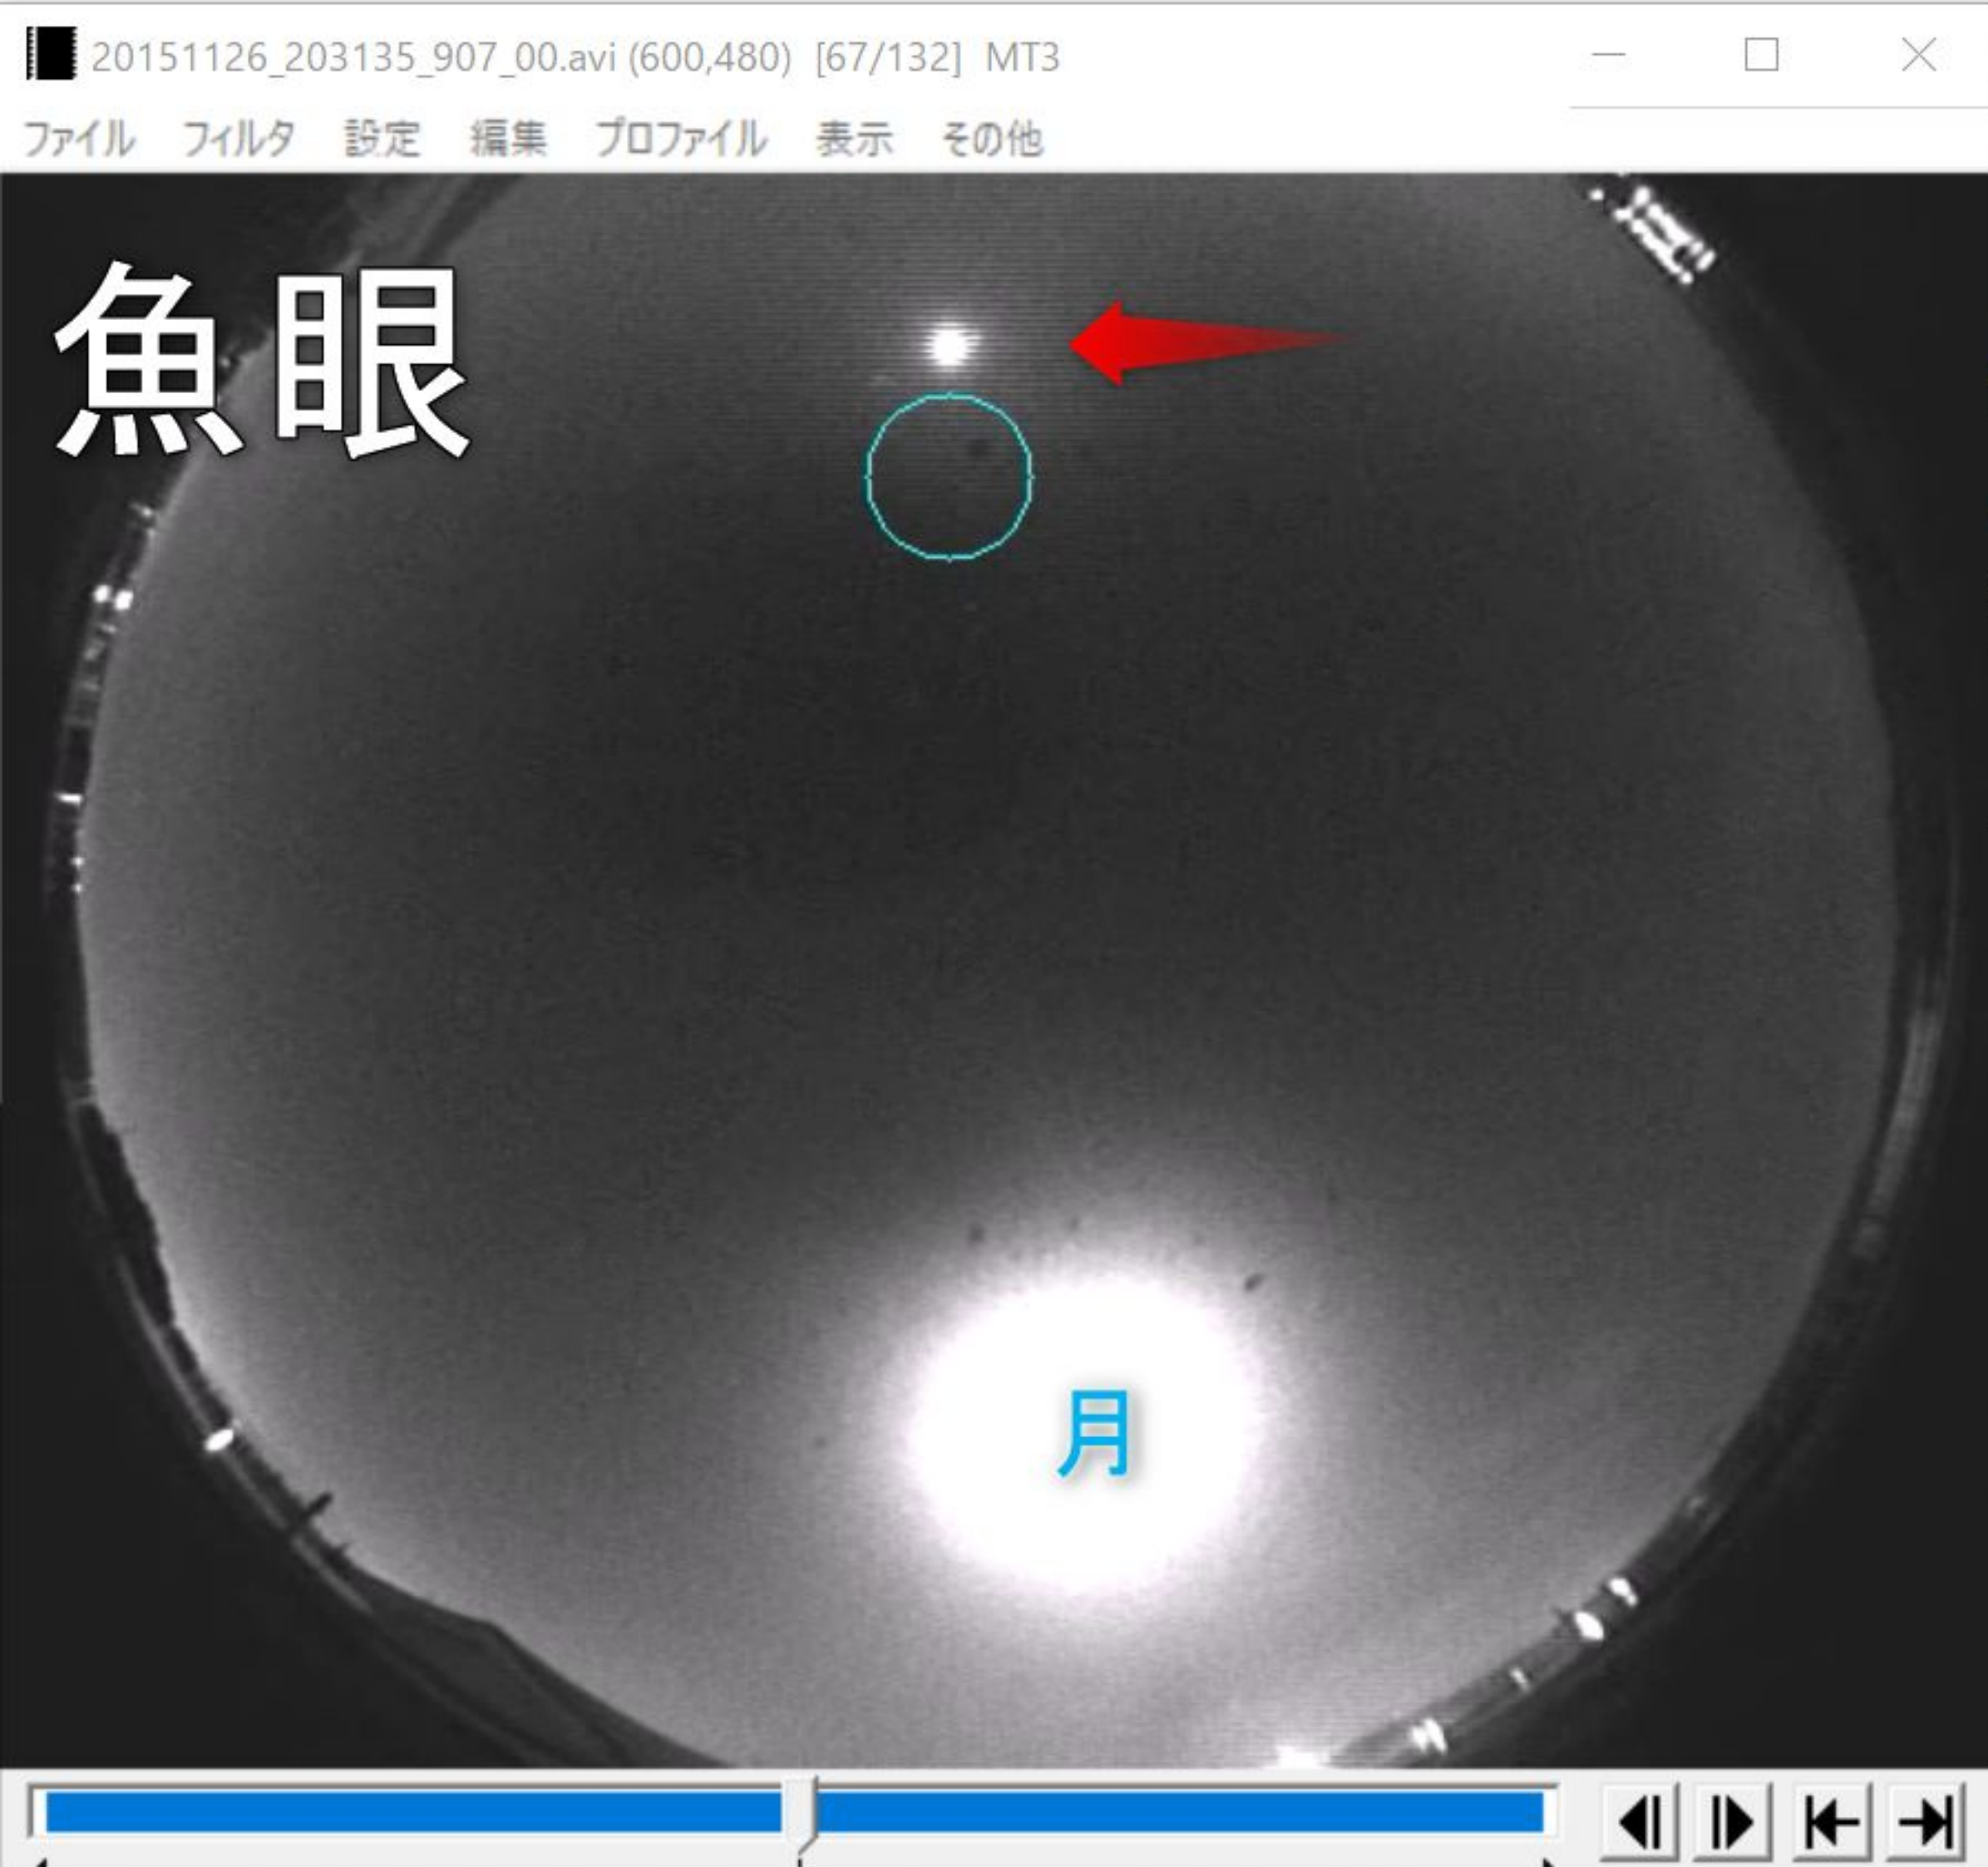 20151126_203135_907_00.avi (600,480) [67/132] MT3
ファイル フィルタ 設定 編集 プロファイル 表示 その他
魚眼
月